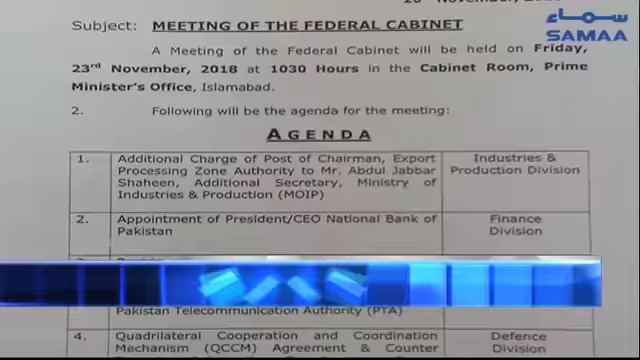 November,
سماء
SAMAA
Subject: MEETING OF THE FEDERAL CABINET
A Meeting of the Federal Cabinet will be held on Friday,
23rd November, 2018 at 1030 Hours in the Cabinet Room, Prime
Minister's Office, Islamabad.
2. Following will be the agenda for the meeting:
AGENDA
1. Additional Charge of Post of Chairman, Export Industries &
Processing Zone Authority to Mr. Abdul Jabbar Production Division
Shaheen, Additional Secretary, Ministry of
Industries & Production (MOIP)
2. Appointment of President/CEO National Bank of Finance
Pakistan Division
Pakistan Telecommunication Authority (PTA)
4. Quadrilateral Cooperation and Coordination Defence
Mechanism (QCCM) Agreement & Counter Division